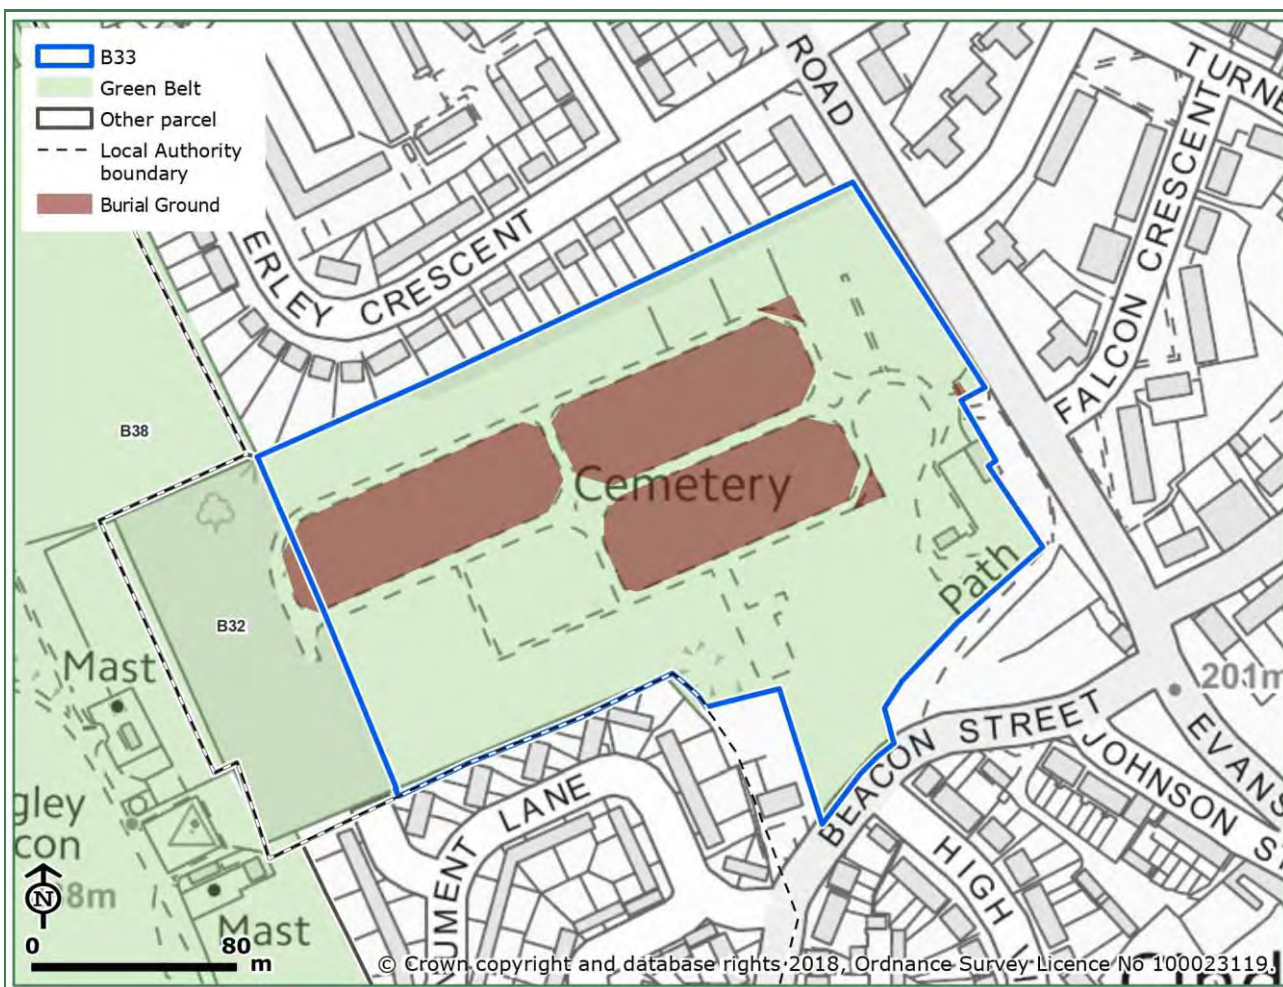 B33
Green Belt
Other parcel
Local Authority
boundary
Burial Ground
ROAD
FALCON CRESCENT
ERLEY CRESCENT
B38
Cemetery
B32
Path
Mast
201m
BEACON STREET
EVANS
JOHNSON
LANE
HIGH
gley
con
8m
Mast
N
0
80
m
© Crown copyright and database rights 2018, Ordnance Survey Licence No 100023119.